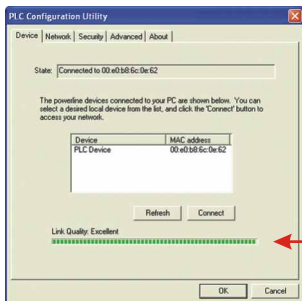 PLC Configuration Utility
Device Network Security Advanced About
State: Connected to 00:e0:b8:6c:0e:62
The powerline devices connected to your PC are shown below. You can
select a desired local device from the list, and click the 'Connect' button to
access your network.
Device MAC address
PLC Device 00:e0:b8:6c:0e:62
Refresh Connect
Link Quality: Excellent
OK Cancel